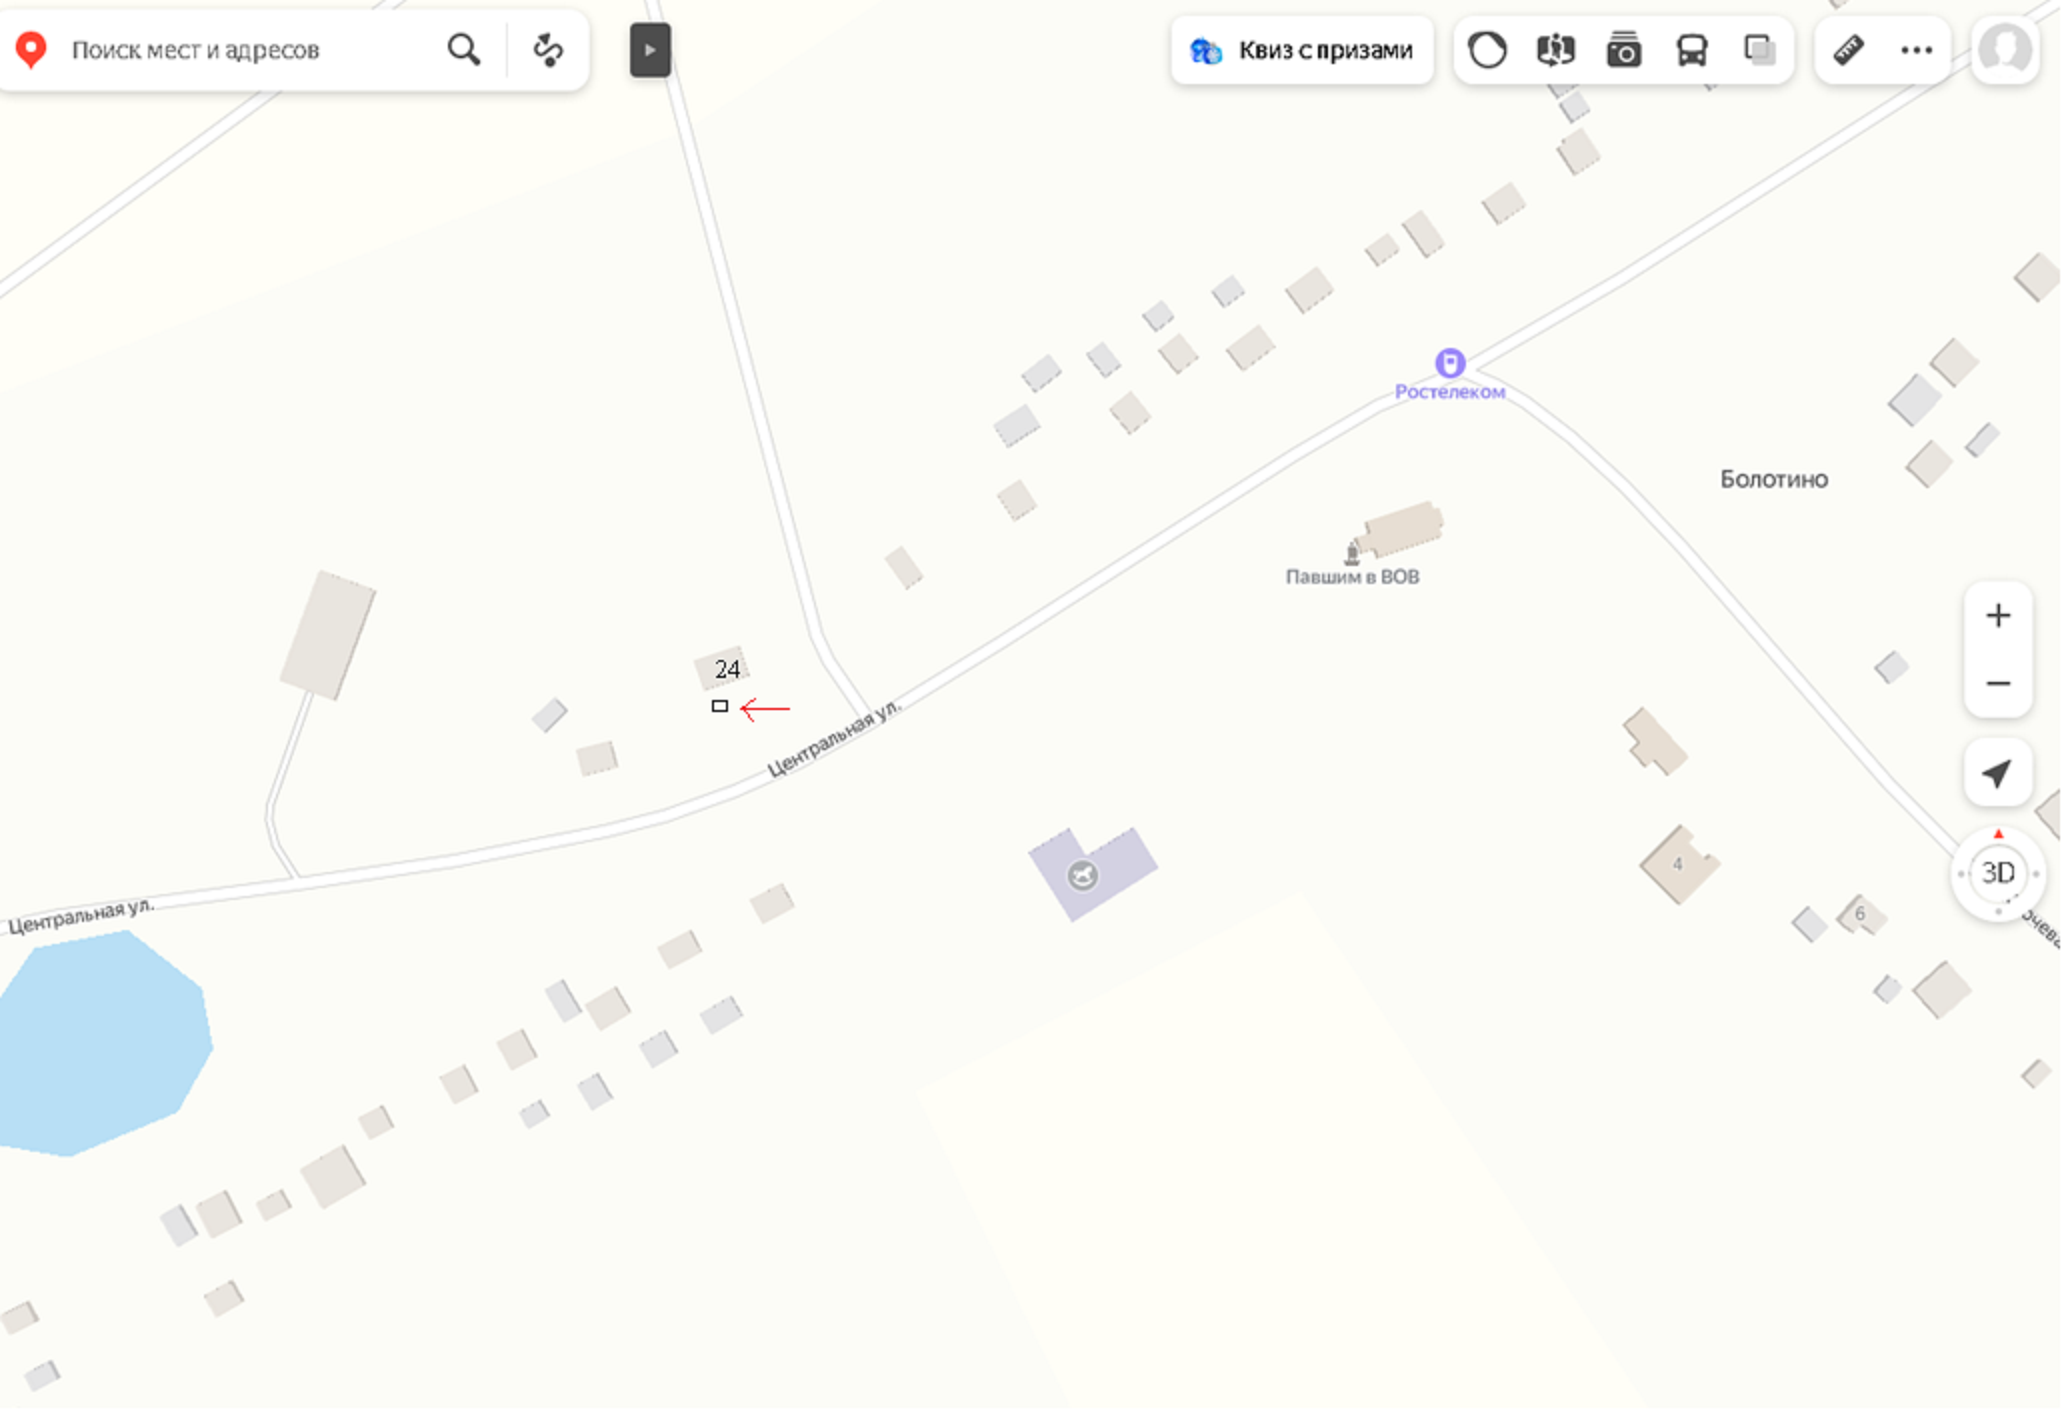 Поиск мест и адресов
Квиз с призами
Ростелеком
Болотино
Павшим в ВОВ
24
Центральная ул.
4
3D
6
Центральная ул.